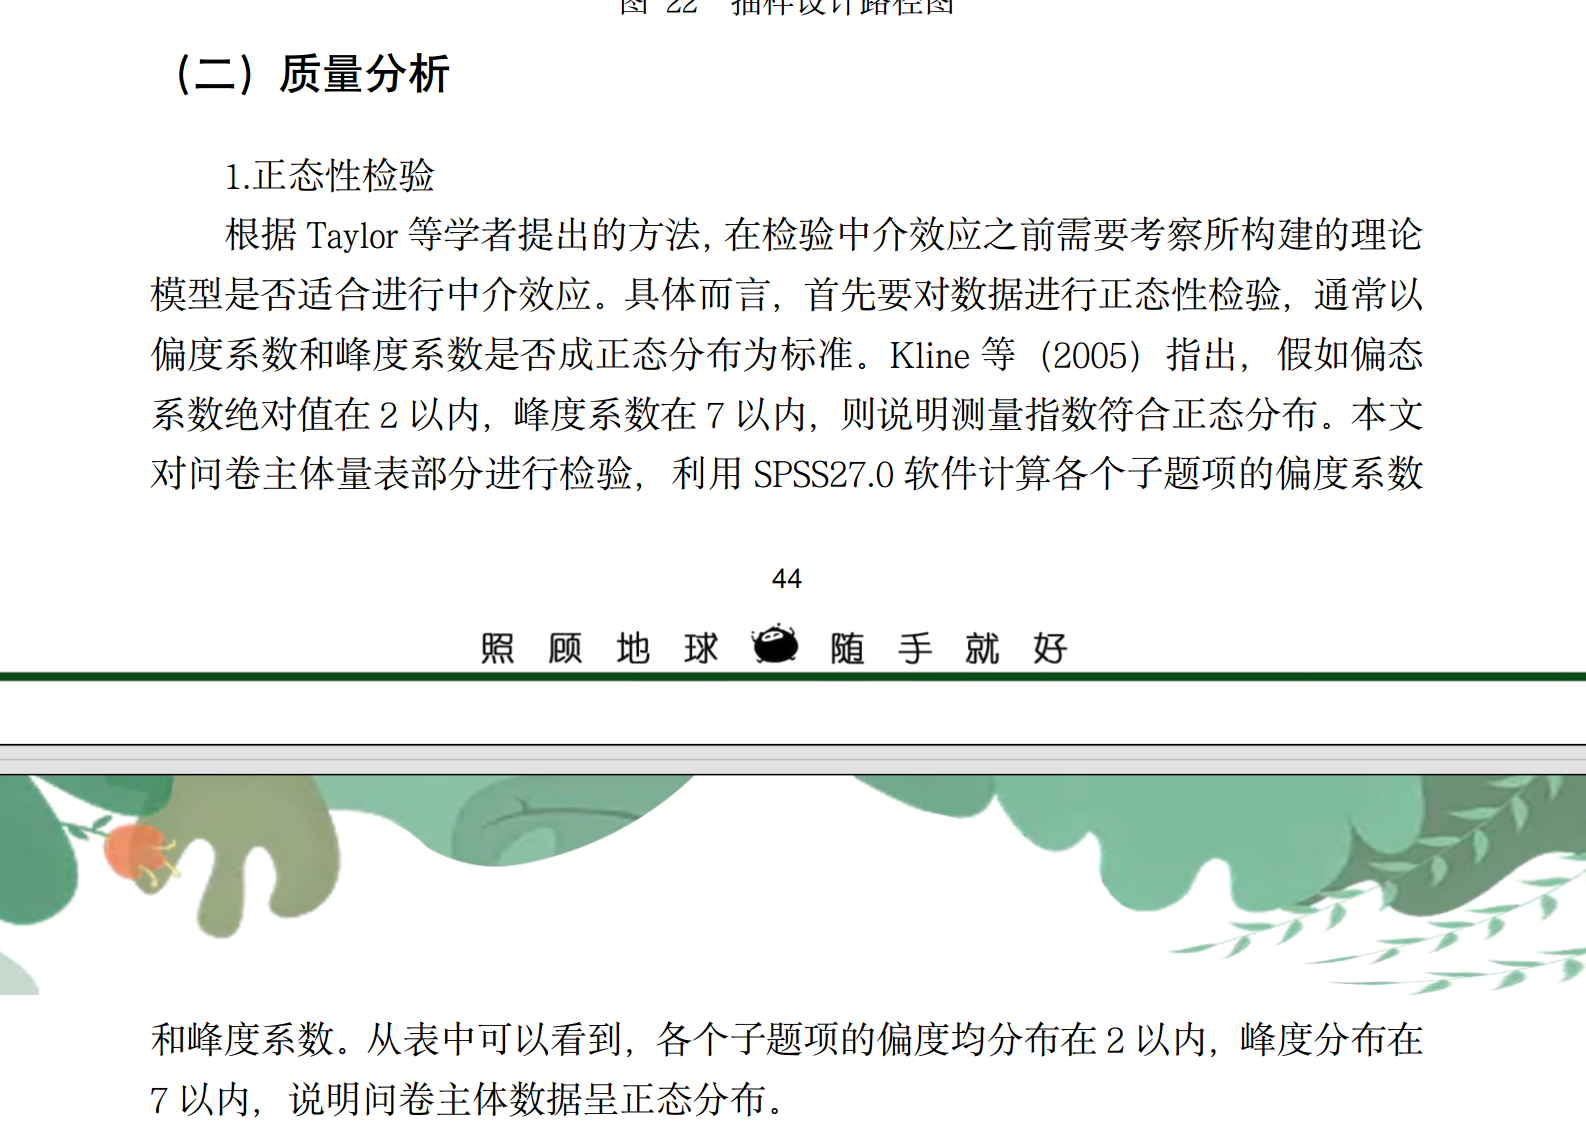 图 22 抽样设计路径图
（二）质量分析
1.正态性检验
根据 Taylor 等学者提出的方法，在检验中介效应之前需要考察所构建的理论
模型是否适合进行中介效应。具体而言，首先要对数据进行正态性检验，通常以
偏度系数和峰度系数是否成正态分布为标准。Kline 等（2005）指出，假如偏态
系数绝对值在 2 以内，峰度系数在 7 以内，则说明测量指数符合正态分布。本文
对问卷主体量表部分进行检验，利用 SPSS27.0 软件计算各个子题项的偏度系数
44
照顾地球 随手就好
和峰度系数。从表中可以看到，各个子题项的偏度均分布在 2 以内，峰度分布在
7 以内，说明问卷主体数据呈正态分布。